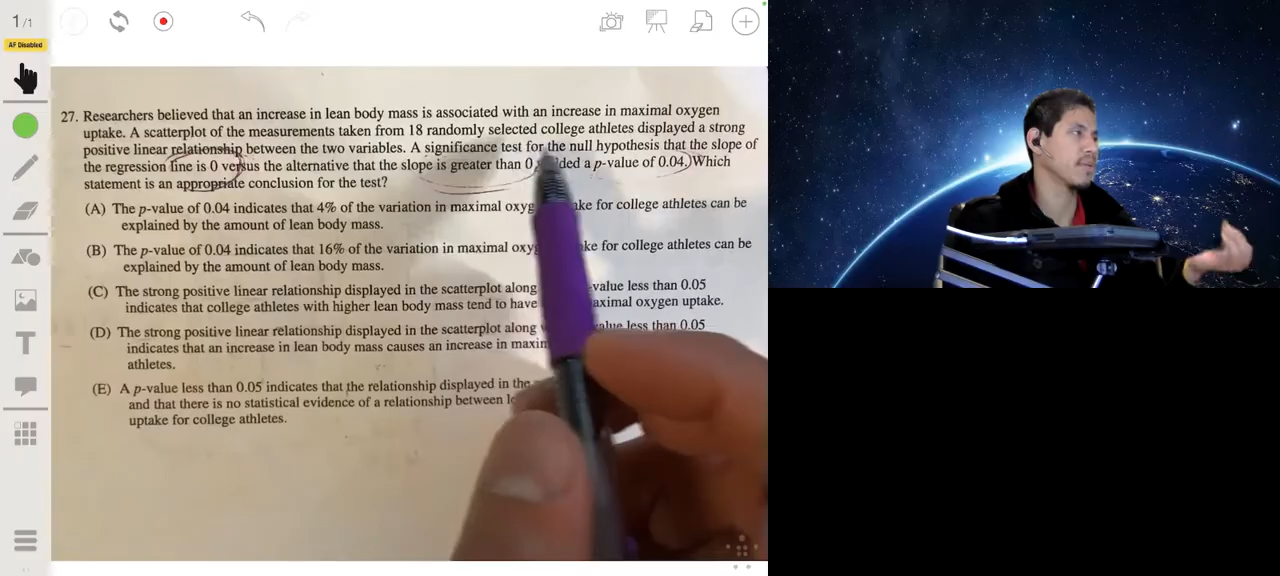 1/1
AF Disabled
27. Researchers believed that an increase in lean body mass is associated with an increase in maximal oxygen
uptake. A scatterplot of the measurements taken from 18 randomly selected college athletes displayed a strong
positive linear relationship between the two variables. A significance test for the null hypothesis that the slope of
the regression line is 0 versus the alternative that the slope is greater than 0 a p-value of 0.04. Which
statement is an appropriate conclusion for the test?
(A) The p-value of 0.04 indicates that 4% of the variation in maximal for college athletes can be
explained by the amount of lean body mass.
(B) The p-value of 0.04 indicates that 16% of the variation in maximal for college athletes can be
explained by the amount of lean body mass.
(C) The strong positive linear relationship displayed in the scatterplot along -value less than 0.05
indicates that college athletes with higher lean body mass tend to have maximal oxygen uptake.
(D) The strong positive linear relationship displayed in the scatterplot along value less than 0.05
indicates that an increase in lean body mass causes an increase in
athletes.
(E) A p-value less than 0.05 indicates that the relationship displayed in the
and that there is no statistical evidence of a relationship between
uptake for college athletes.
T